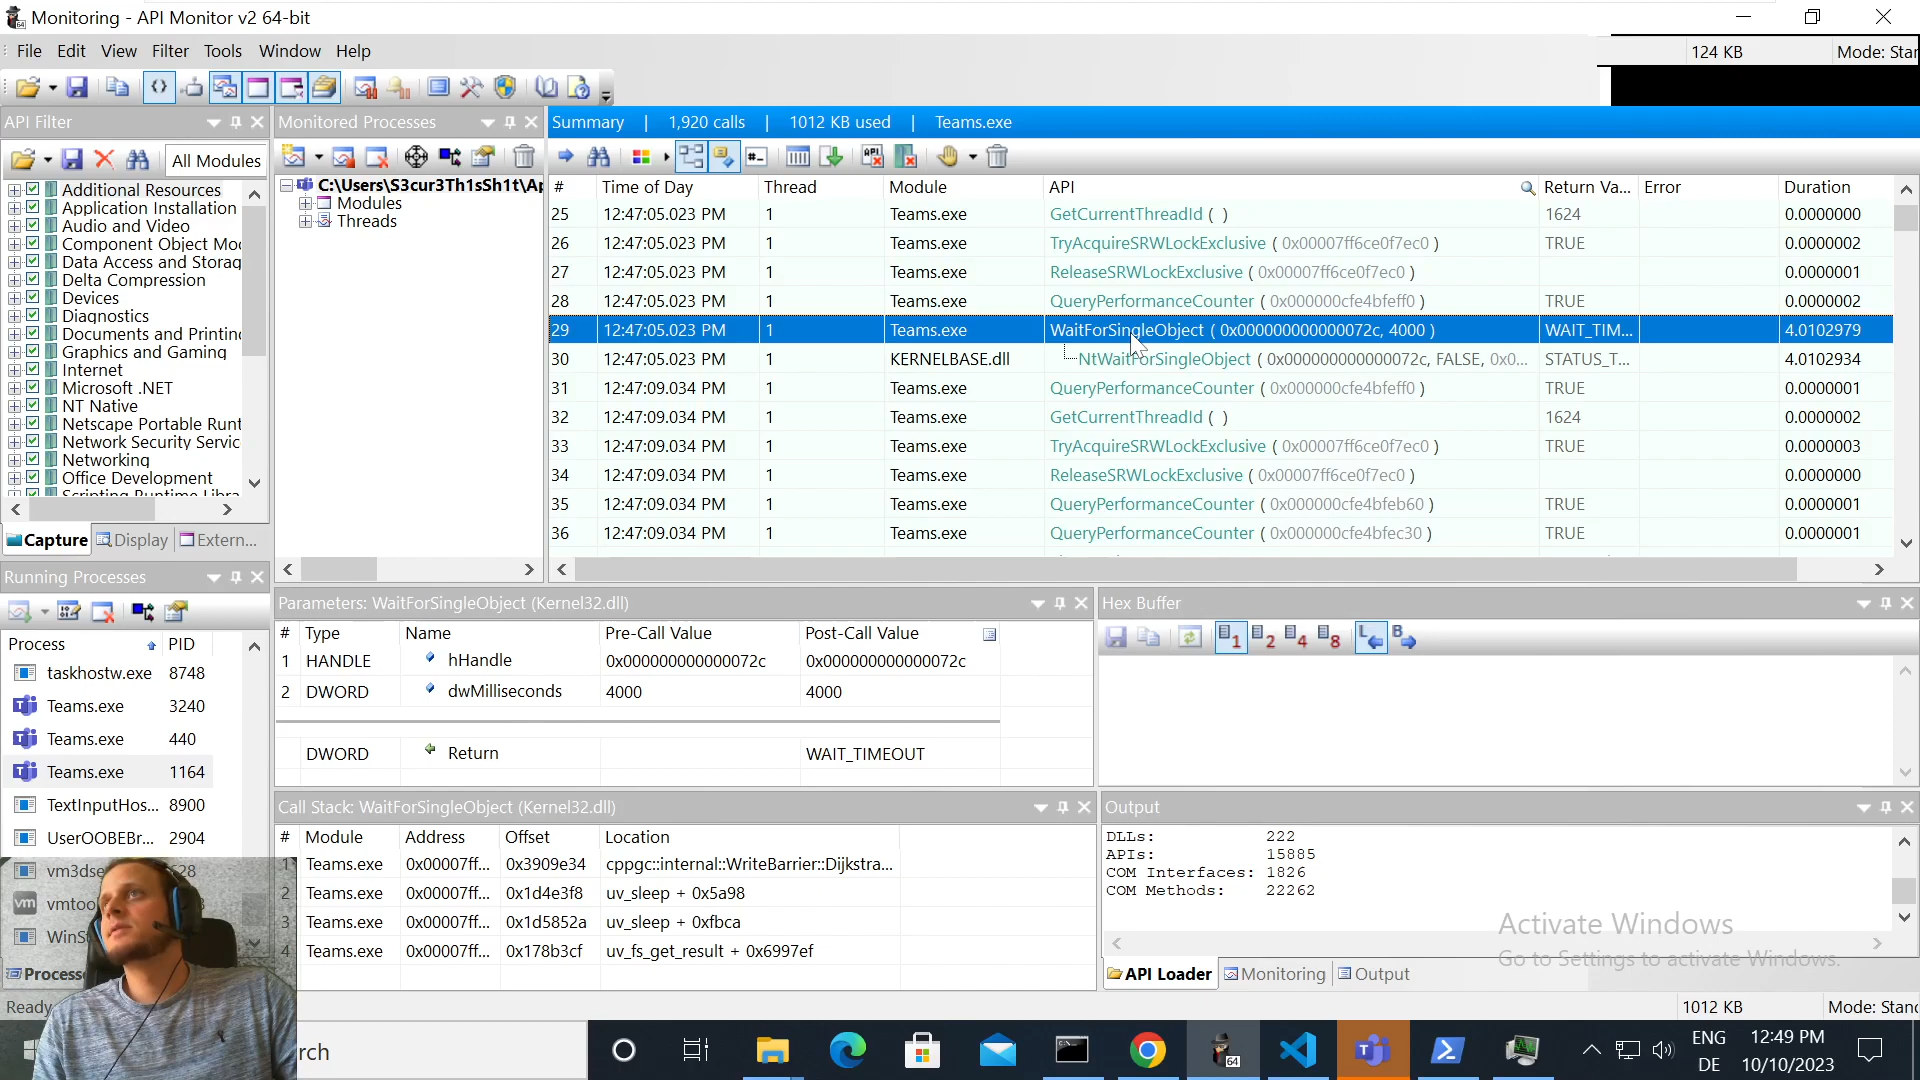 Monitoring - API Monitor v2 64-bit
File Edit View Filter Tools Window Help
124 KB Mode: Star
API Filter
All Modules
Additional Resources
Application Installation
Audio and Video
Component Object Mo
Data Access and Storag
Delta Compression
Devices
Diagnostics
Documents and Printin
Graphics and Gaming
Internet
Microsoft .NET
NT Native
Netscape Portable Runt
Network Security Servic
Networking
Office Development
Capture Display Extern...
Monitored Processes
C:\Users\S3cur3Th1sSh1t\Ap
Modules
Threads
Summary | 1,920 calls | 1012 KB used | Teams.exe
# Time of Day Thread Module API Return Va... Error Duration
25 12:47:05.023 PM 1 Teams.exe GetCurrentThreadId ( ) 1624 0.0000000
26 12:47:05.023 PM 1 Teams.exe TryAcquireSRWLockExclusive ( 0x00007ff6ce0f7ec0 ) TRUE 0.0000002
27 12:47:05.023 PM 1 Teams.exe ReleaseSRWLockExclusive ( 0x00007ff6ce0f7ec0 ) 0.0000001
28 12:47:05.023 PM 1 Teams.exe QueryPerformanceCounter ( 0x000000cfe4bfeff0 ) TRUE 0.0000002
29 12:47:05.023 PM 1 Teams.exe WaitForSingleObject ( 0x000000000000072c, 4000 ) WAIT_TIM... 4.0102979
30 12:47:05.023 PM 1 KERNELBASE.dll NtWaitForSingleObject ( 0x000000000000072c, FALSE, 0x0... STATUS_T... 4.0102934
31 12:47:09.034 PM 1 Teams.exe QueryPerformanceCounter ( 0x000000cfe4bfeff0 ) TRUE 0.0000001
32 12:47:09.034 PM 1 Teams.exe GetCurrentThreadId ( ) 1624 0.0000002
33 12:47:09.034 PM 1 Teams.exe TryAcquireSRWLockExclusive ( 0x00007ff6ce0f7ec0 ) TRUE 0.0000003
34 12:47:09.034 PM 1 Teams.exe ReleaseSRWLockExclusive ( 0x00007ff6ce0f7ec0 ) 0.0000000
35 12:47:09.034 PM 1 Teams.exe QueryPerformanceCounter ( 0x000000cfe4bfeb60 ) TRUE 0.0000001
36 12:47:09.034 PM 1 Teams.exe QueryPerformanceCounter ( 0x000000cfe4bfec30 ) TRUE 0.0000001
Running Processes
Process PID
taskhostw.exe 8748
Teams.exe 3240
Teams.exe 440
Teams.exe 1164
TextInputHos... 8900
UserOOBEBr... 2904
vm3dse 628
vmtoo
WinSt
Process
Ready
Parameters: WaitForSingleObject (Kernel32.dll)
# Type Name Pre-Call Value Post-Call Value
1 HANDLE hHandle 0x000000000000072c 0x000000000000072c
2 DWORD dwMilliseconds 4000 4000
DWORD Return WAIT_TIMEOUT
Call Stack: WaitForSingleObject (Kernel32.dll)
# Module Address Offset Location
1 Teams.exe 0x00007ff... 0x3909e34 cppgc::internal::WriteBarrier::Dijkstra...
2 Teams.exe 0x00007ff... 0x1d4e3f8 uv_sleep + 0x5a98
3 Teams.exe 0x00007ff... 0x1d5852a uv_sleep + 0xfbca
4 Teams.exe 0x00007ff... 0x178b3cf uv_fs_get_result + 0x6997ef
Hex Buffer
1 2 4 8 L B
Output
DLLs: 222
APIs: 15885
COM Interfaces: 1826
COM Methods: 22262
Activate Windows
Go to Settings to activate Windows.
API Loader Monitoring Output
1012 KB Mode: Stand
rch
64
ENG
DE
12:49 PM
10/10/2023